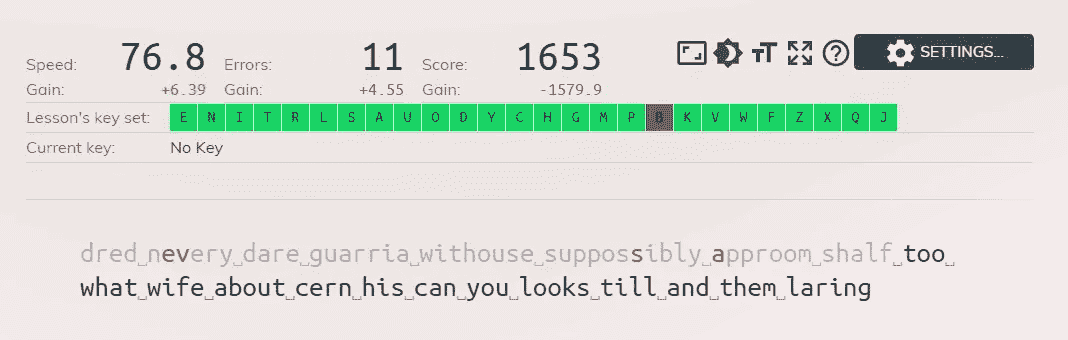 Speed: 76.8 Errors: 11 Score: 1653 SETTINGS...
Gain: +6.39 Gain: +4.55 Gain: -1579.9
Lesson's key set: E N I T R L S A U O D Y C H G M P B K V W F Z X Q J
Current key: No Key
dred␣nevery␣dare␣guarria␣withouse␣suppossibly␣approom␣shalf␣too␣
what␣wife␣about␣cern␣his␣can␣you␣looks␣till␣and␣them␣laring